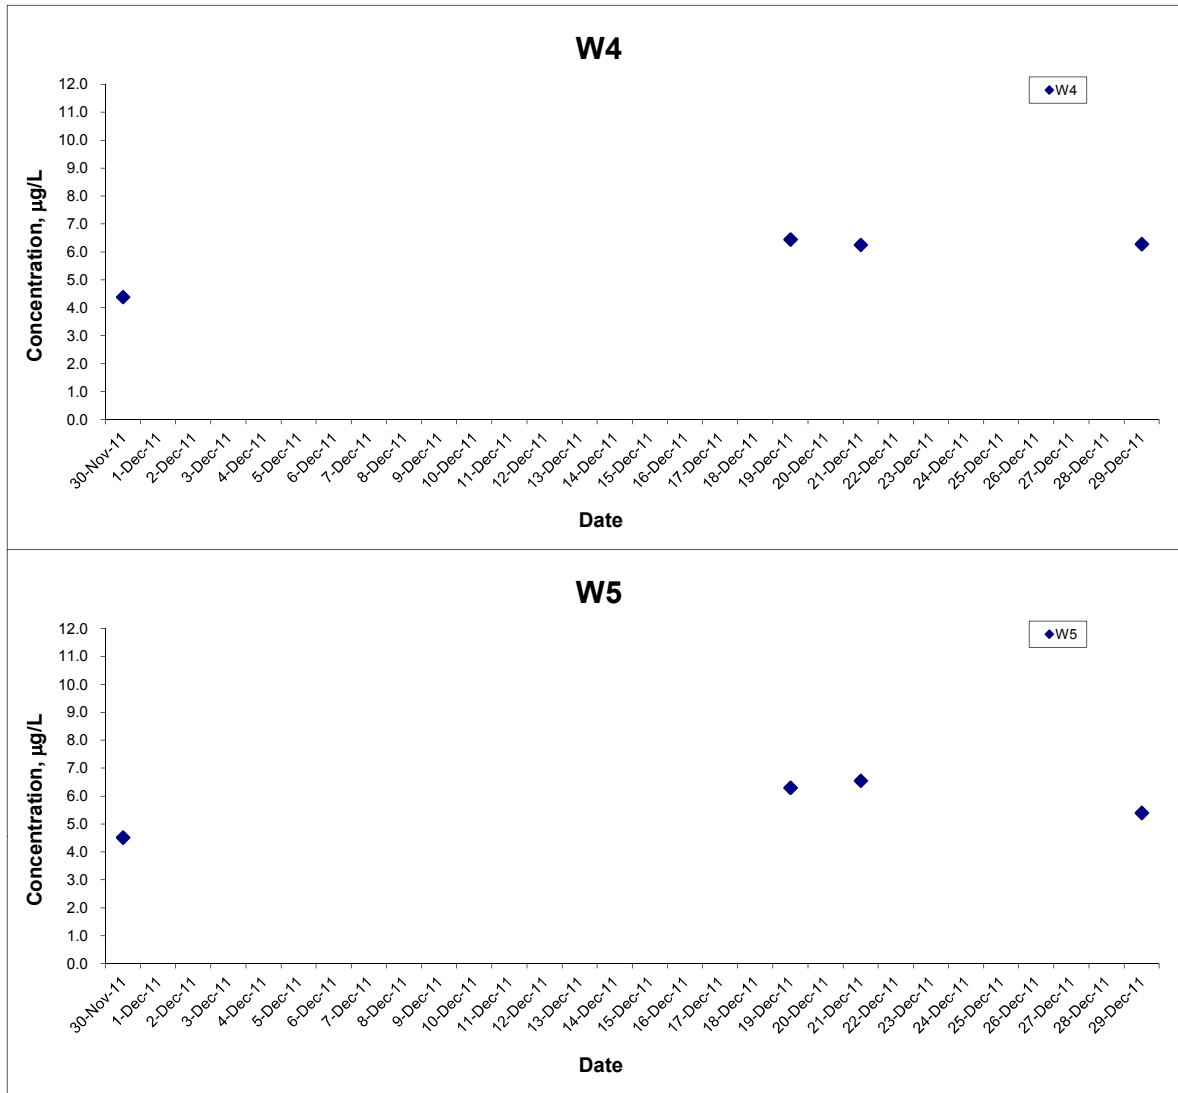 W4
W4
12.0
11.0
10.0
9.0
8.0
7.0
6.0
5.0
4.0
3.0
2.0
1.0
0.0
Concentration, µg/L
30-Nov-11
1-Dec-11
2-Dec-11
3-Dec-11
4-Dec-11
5-Dec-11
6-Dec-11
7-Dec-11
8-Dec-11
9-Dec-11
10-Dec-11
11-Dec-11
12-Dec-11
13-Dec-11
14-Dec-11
15-Dec-11
16-Dec-11
17-Dec-11
18-Dec-11
19-Dec-11
20-Dec-11
21-Dec-11
22-Dec-11
23-Dec-11
24-Dec-11
25-Dec-11
26-Dec-11
27-Dec-11
28-Dec-11
29-Dec-11
Date
W5
W5
12.0
11.0
10.0
9.0
8.0
7.0
6.0
5.0
4.0
3.0
2.0
1.0
0.0
Concentration, µg/L
30-Nov-11
1-Dec-11
2-Dec-11
3-Dec-11
4-Dec-11
5-Dec-11
6-Dec-11
7-Dec-11
8-Dec-11
9-Dec-11
10-Dec-11
11-Dec-11
12-Dec-11
13-Dec-11
14-Dec-11
15-Dec-11
16-Dec-11
17-Dec-11
18-Dec-11
19-Dec-11
20-Dec-11
21-Dec-11
22-Dec-11
23-Dec-11
24-Dec-11
25-Dec-11
26-Dec-11
27-Dec-11
28-Dec-11
29-Dec-11
Date